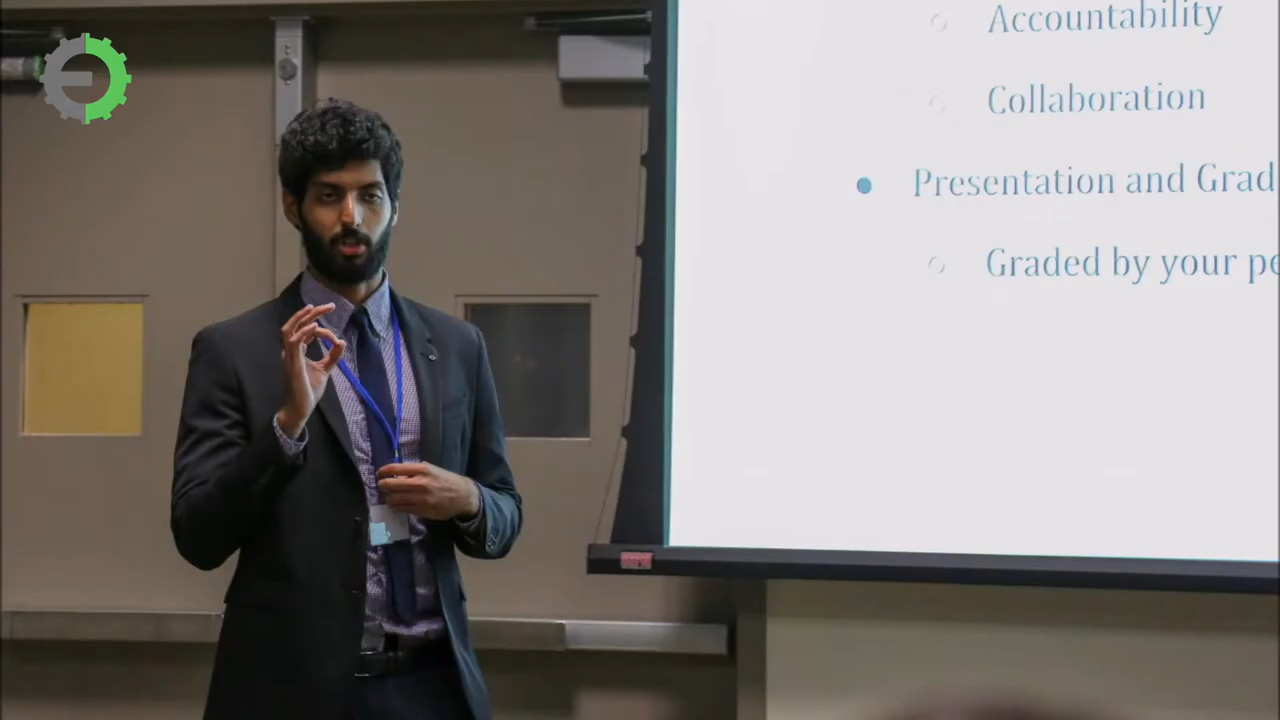 Accountability
Collaboration
Presentation and Grad
Graded by your pe